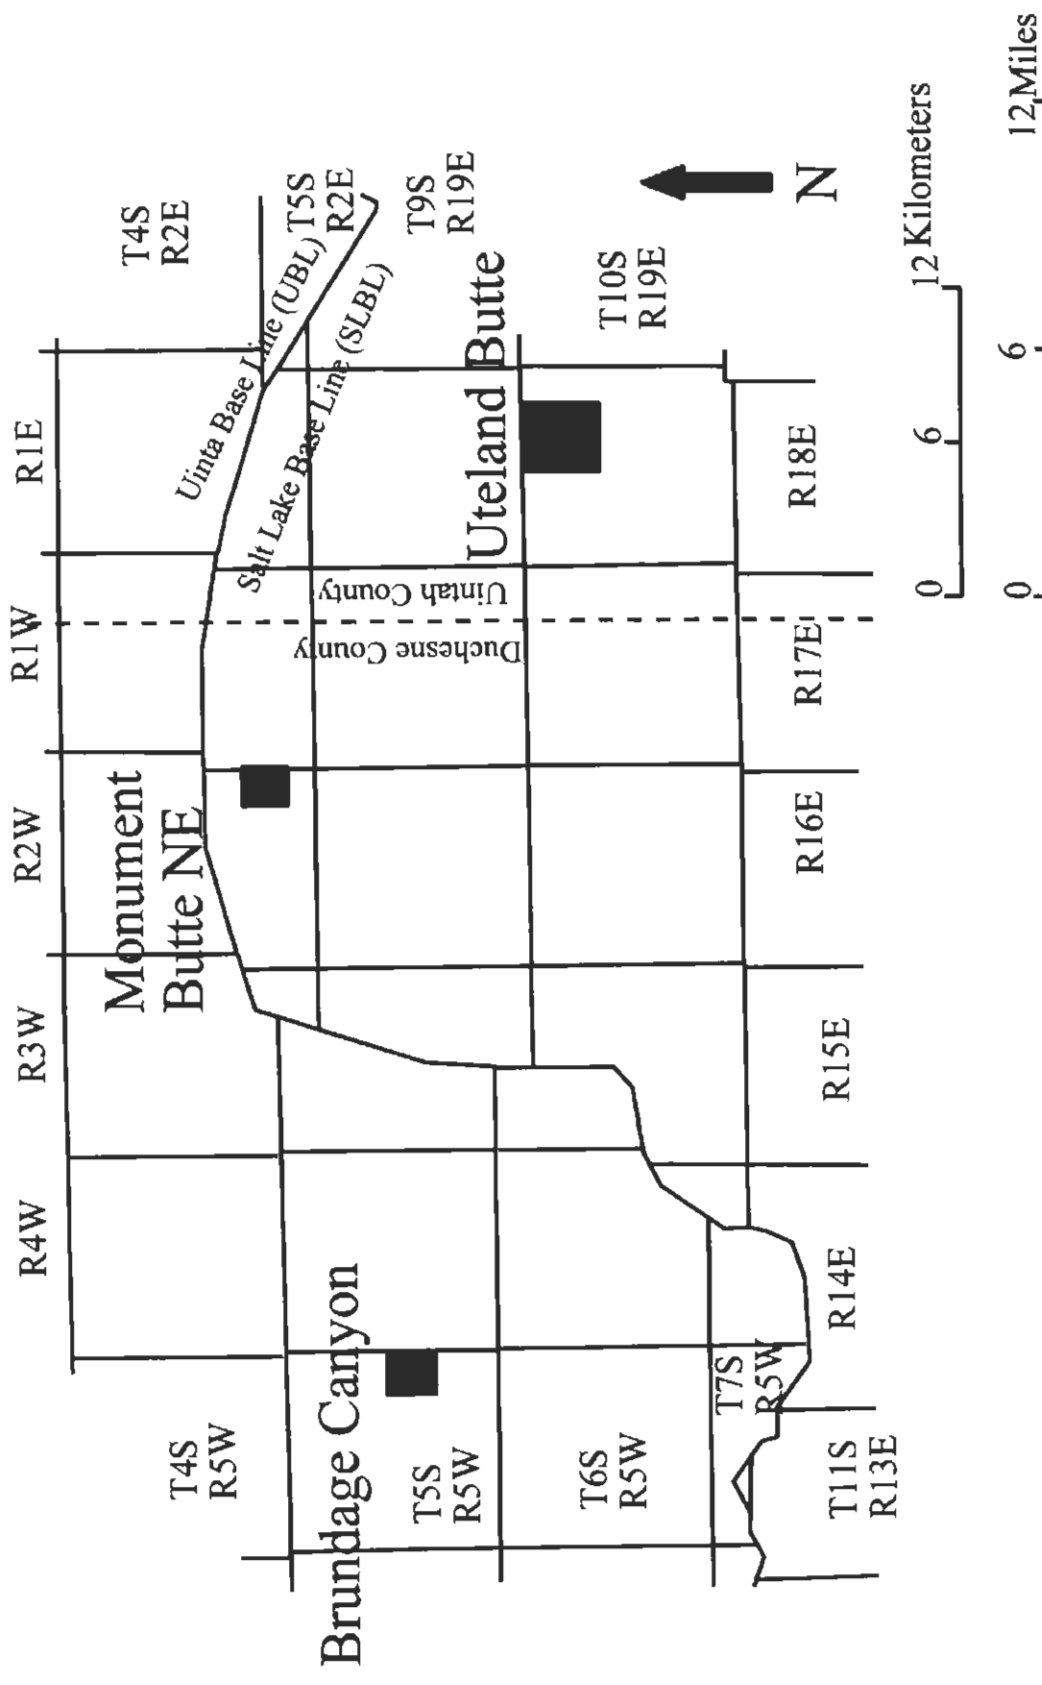 R4W
R3W
R2W
R1W
R1E
T4S
R2E
T4S
R5W
Monument
Butte NE
Uinta Base Line (UBL)
Salt Lake Base Line (SLBL)
T5S
R2E
Brundage Canyon
T5S
R5W
Duchesne County
Uintah County
T9S
R19E
Uteland Butte
T6S
R5W
T10S
R19E
T7S
R5W
T11S
R13E
R14E
R15E
R16E
R17E
R18E
N
0
6
12 Kilometers
0
6
12 Miles